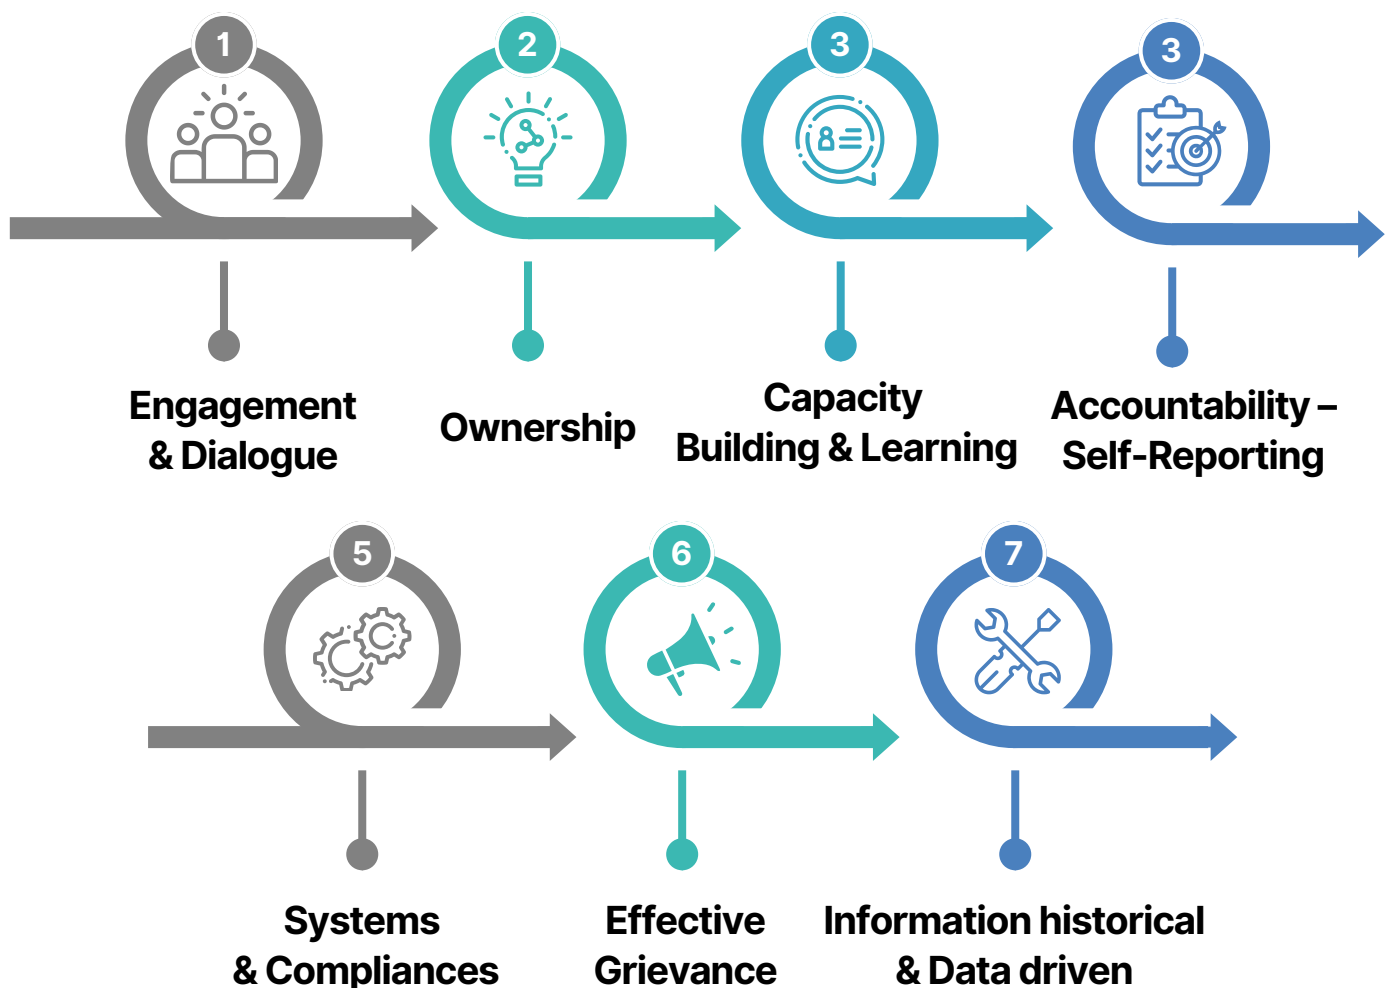 1
2
3
3
Engagement
& Dialogue
Ownership
Capacity
Building & Learning
Accountability –
Self-Reporting
5
6
7
Systems
& Compliances
Effective
Grievance
Information historical
& Data driven